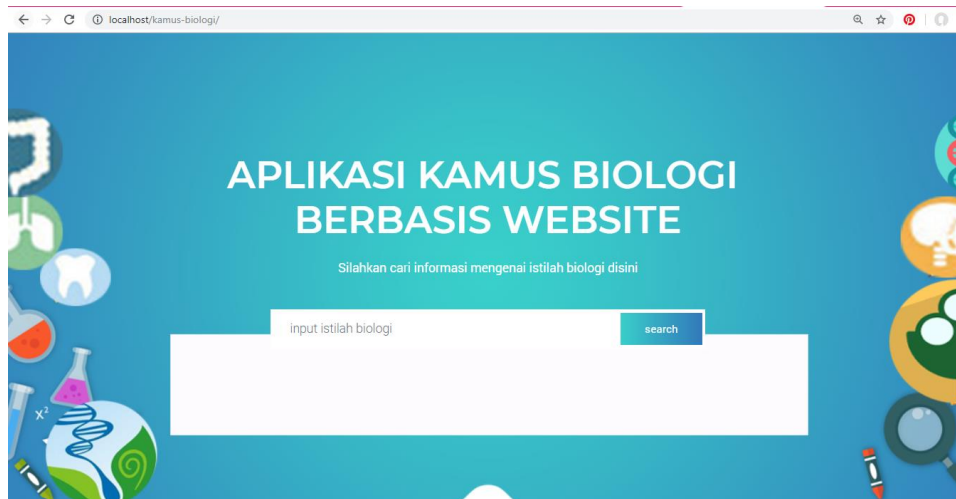 localhost/kamus-biologi/
APLIKASI KAMUS BIOLOGI
BERBASIS WEBSITE
Silahkan cari informasi mengenai istilah biologi disini
input istilah biologi
search
x²